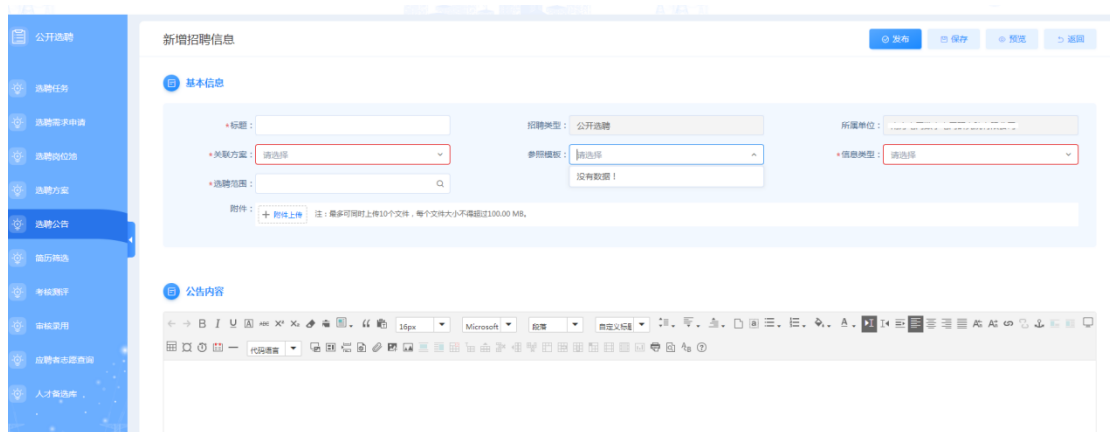 公开选聘
选聘任务
选聘需求申请
选聘岗位池
选聘方案
选聘公告
简历筛选
考核测评
审核录用
应聘者志愿查询
人才备选库
新增招聘信息
发布 保存 预览 返回
基本信息
*标题： 招聘类型： 公开选聘 所属单位：
*关联方案： 请选择 参照模板： 请选择 *信息类型： 请选择
没有数据！
*选聘范围：
附件： + 附件上传 注：最多可同时上传10个文件，每个文件大小不得超过100.00 MB。
公告内容
16px Microsoft 段落 自定义标题
代码语言